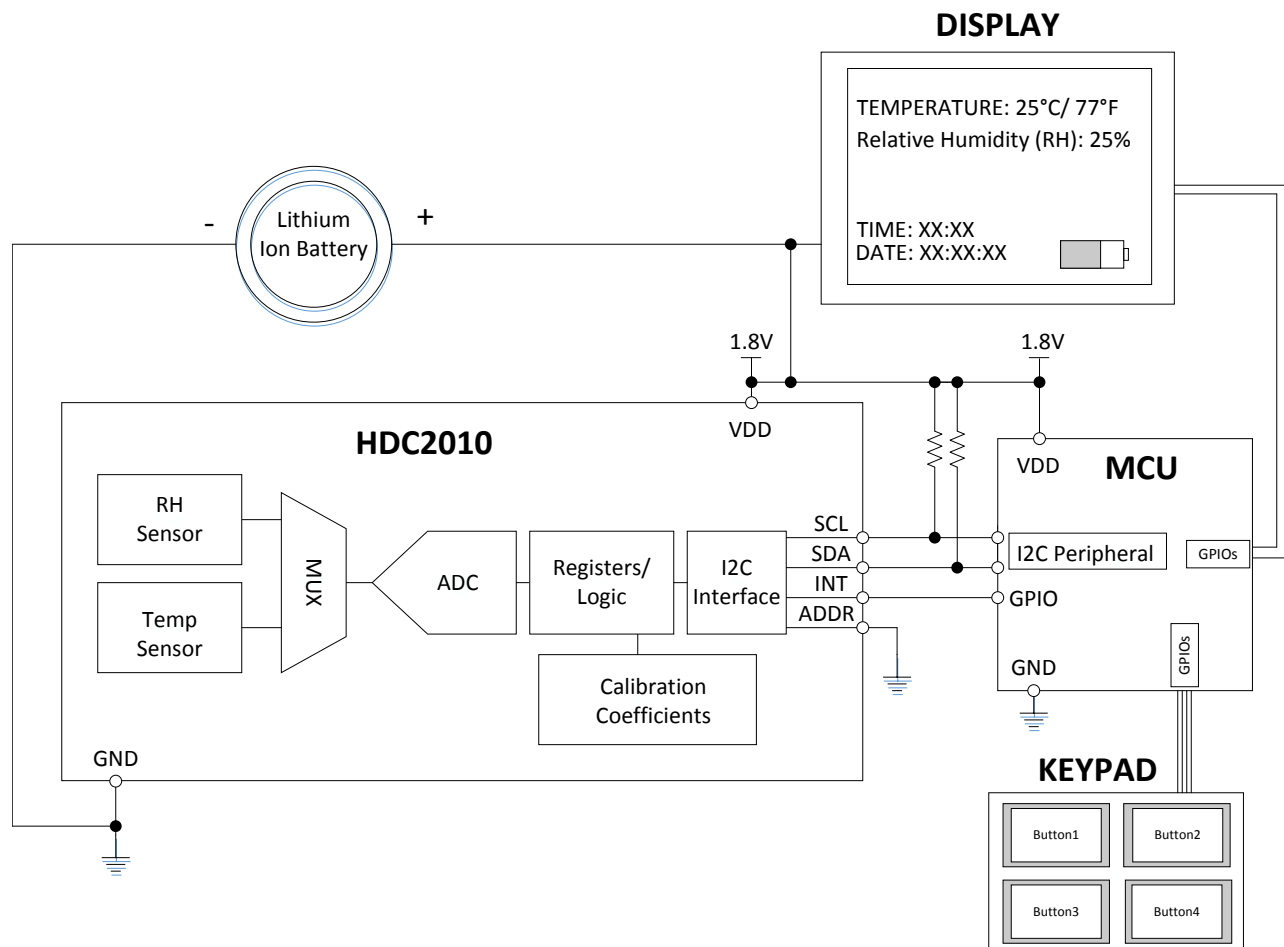 DISPLAY
TEMPERATURE: 25°C/ 77°F
Relative Humidity (RH): 25%
TIME: XX:XX
DATE: XX:XX:XX
-
+
Lithium
Ion Battery
1.8V
1.8V
VDD
HDC2010
VDD
MCU
RH
Sensor
Temp
Sensor
MUX
ADC
Registers/
Logic
I2C
Interface
Calibration
Coefficients
SCL
SDA
INT
ADDR
I2C Peripheral
GPIOs
GPIO
GPIOs
GND
GND
KEYPAD
Button1
Button2
Button3
Button4